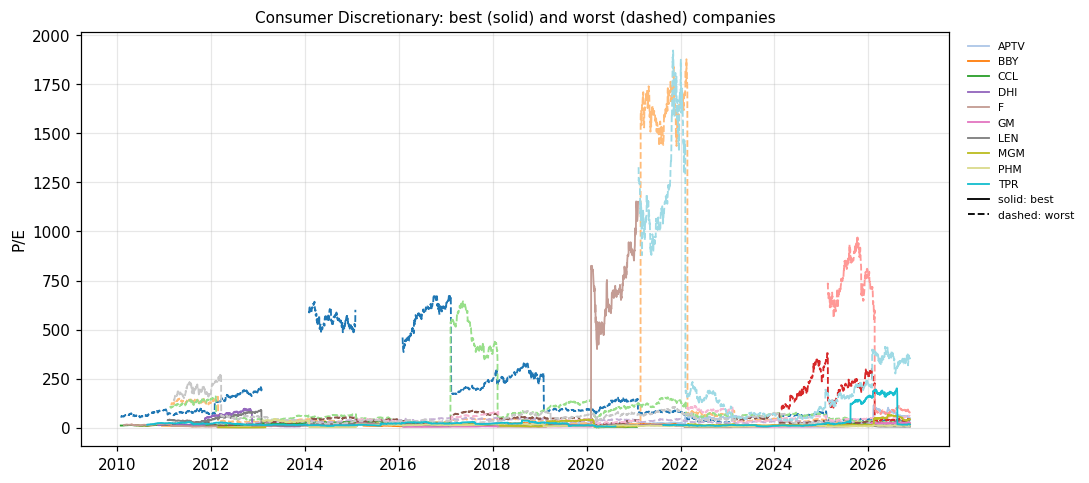 Consumer Discretionary: best (solid) and worst (dashed) companies
P/E
2000
1750
1500
1250
1000
750
500
250
0
2010
2012
2014
2016
2018
2020
2022
2024
2026
APTV
BBY
CCL
DHI
F
GM
LEN
MGM
PHM
TPR
solid: best
dashed: worst